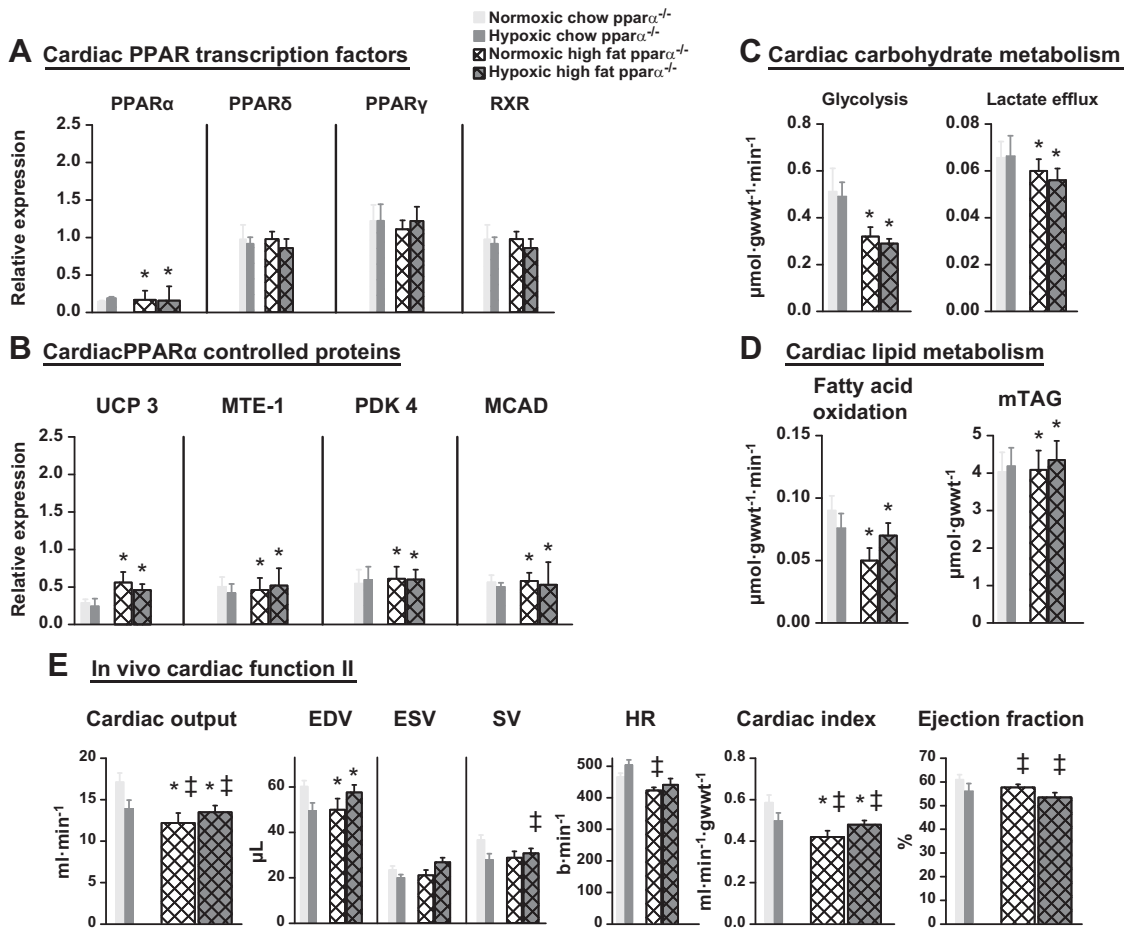 Normoxic chow pparα⁻/⁻
Hypoxic chow pparα⁻/⁻
Normoxic high fat pparα⁻/⁻
Hypoxic high fat pparα⁻/⁻
A Cardiac PPAR transcription factors
PPARα PPARδ PPARγ RXR
Relative expression
2.5
2.0
1.5
1.0
0.5
0.0
* *
B CardiacPPARα controlled proteins
UCP 3 MTE-1 PDK 4 MCAD
Relative expression
2.5
2.0
1.5
1.0
0.5
0.0
* * * * * * * *
C Cardiac carbohydrate metabolism
Glycolysis Lactate efflux
μmol·gwwt⁻¹·min⁻¹
0.8
0.6
0.4
0.2
0.0
* *
0.08
0.06
0.04
0.02
0.00
* *
D Cardiac lipid metabolism
Fatty acid
oxidation
μmol·gwwt⁻¹·min⁻¹
0.15
0.10
0.05
0.00
* *
mTAG
μmol·gwwt⁻¹
5
4
3
2
1
0
* *
E In vivo cardiac function II
Cardiac output
ml·min⁻¹
20
15
10
5
0
* ‡ * ‡
EDV ESV SV
μL
60
40
20
0
* * ‡
HR
b·min⁻¹
500
400
300
200
100
0
‡
Cardiac index
ml·min⁻¹·gwwt⁻¹
0.8
0.6
0.4
0.2
0.0
* ‡ * ‡
Ejection fraction
%
70
60
50
40
30
20
10
0
‡ ‡